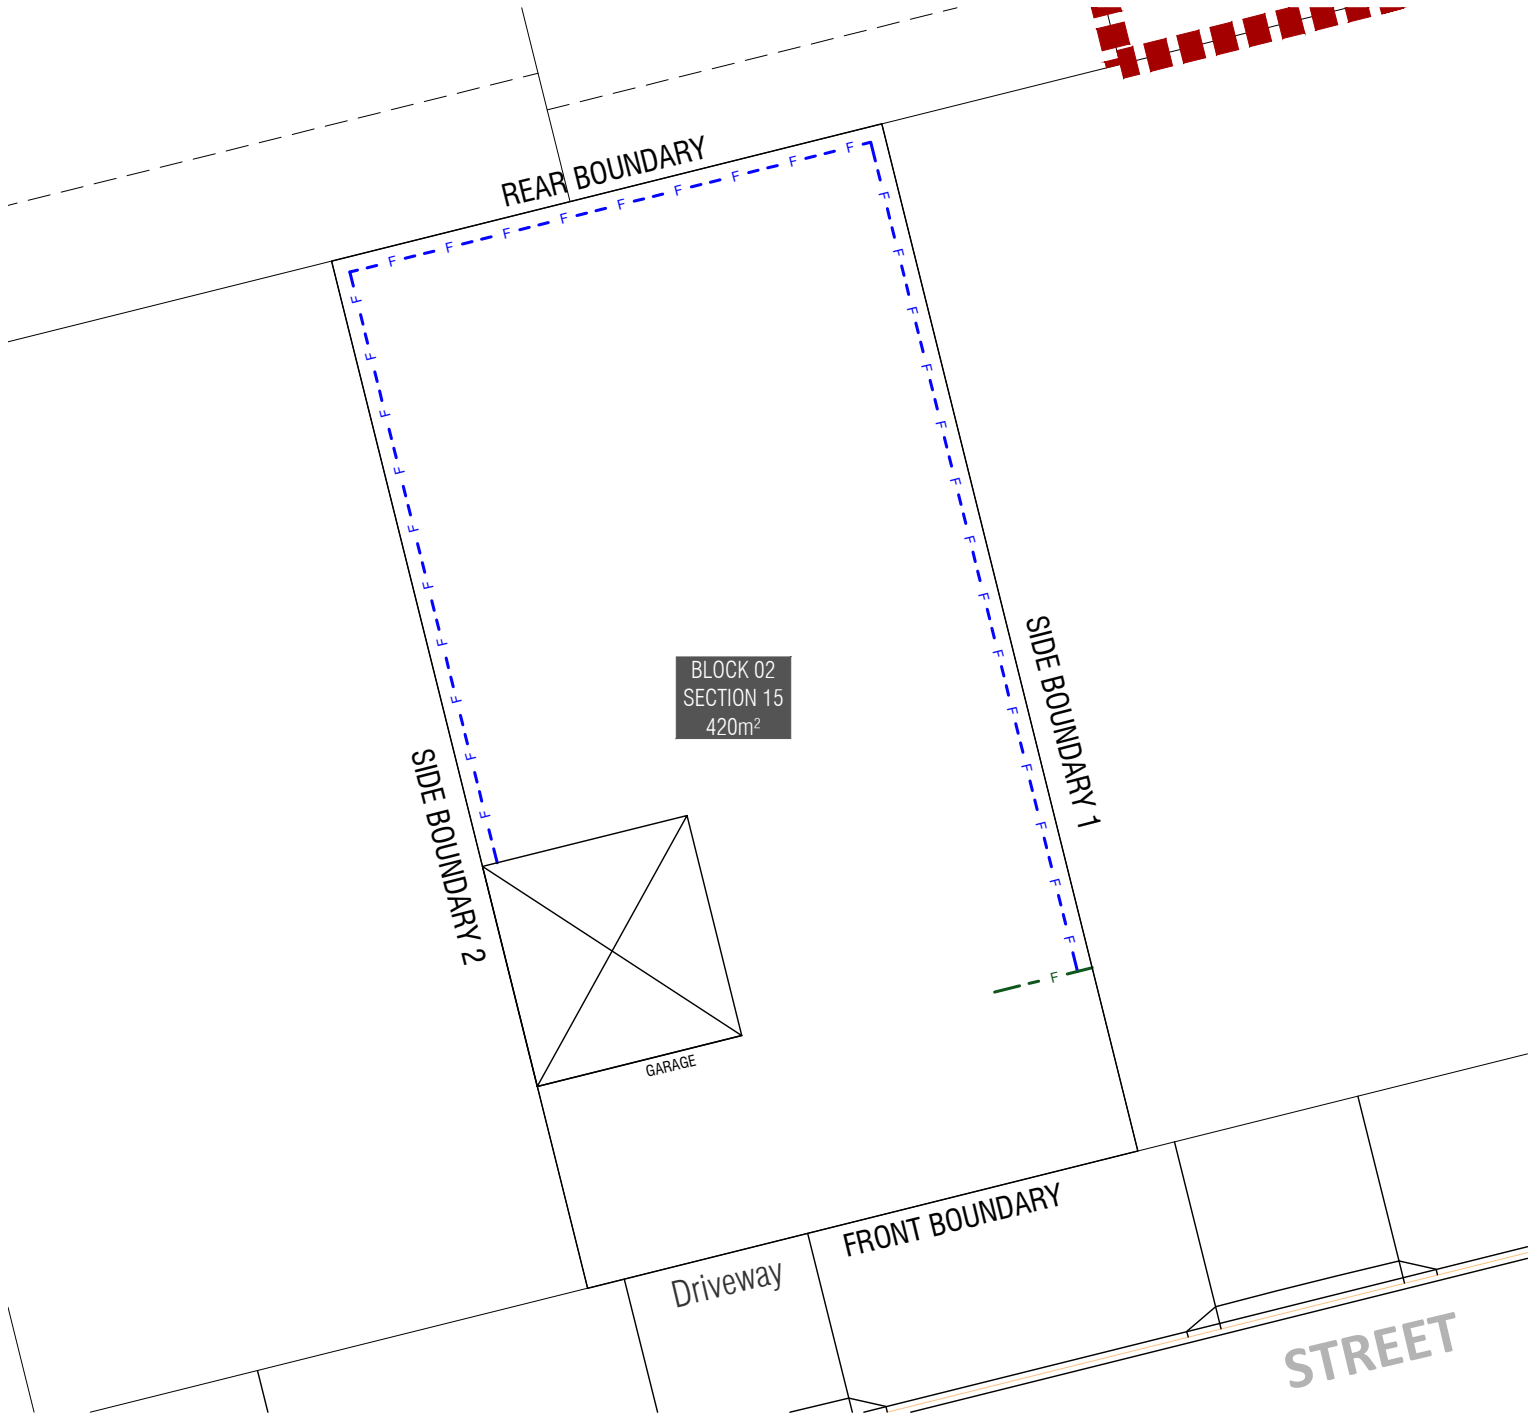 REAR BOUNDARY
F F F F F F F F F
F F F F F F F F F F
F F F F F F F F F F F F F F
BLOCK 02
SECTION 15
420m²
SIDE BOUNDARY 1
SIDE BOUNDARY 2
F
GARAGE
FRONT BOUNDARY
Driveway
STREET